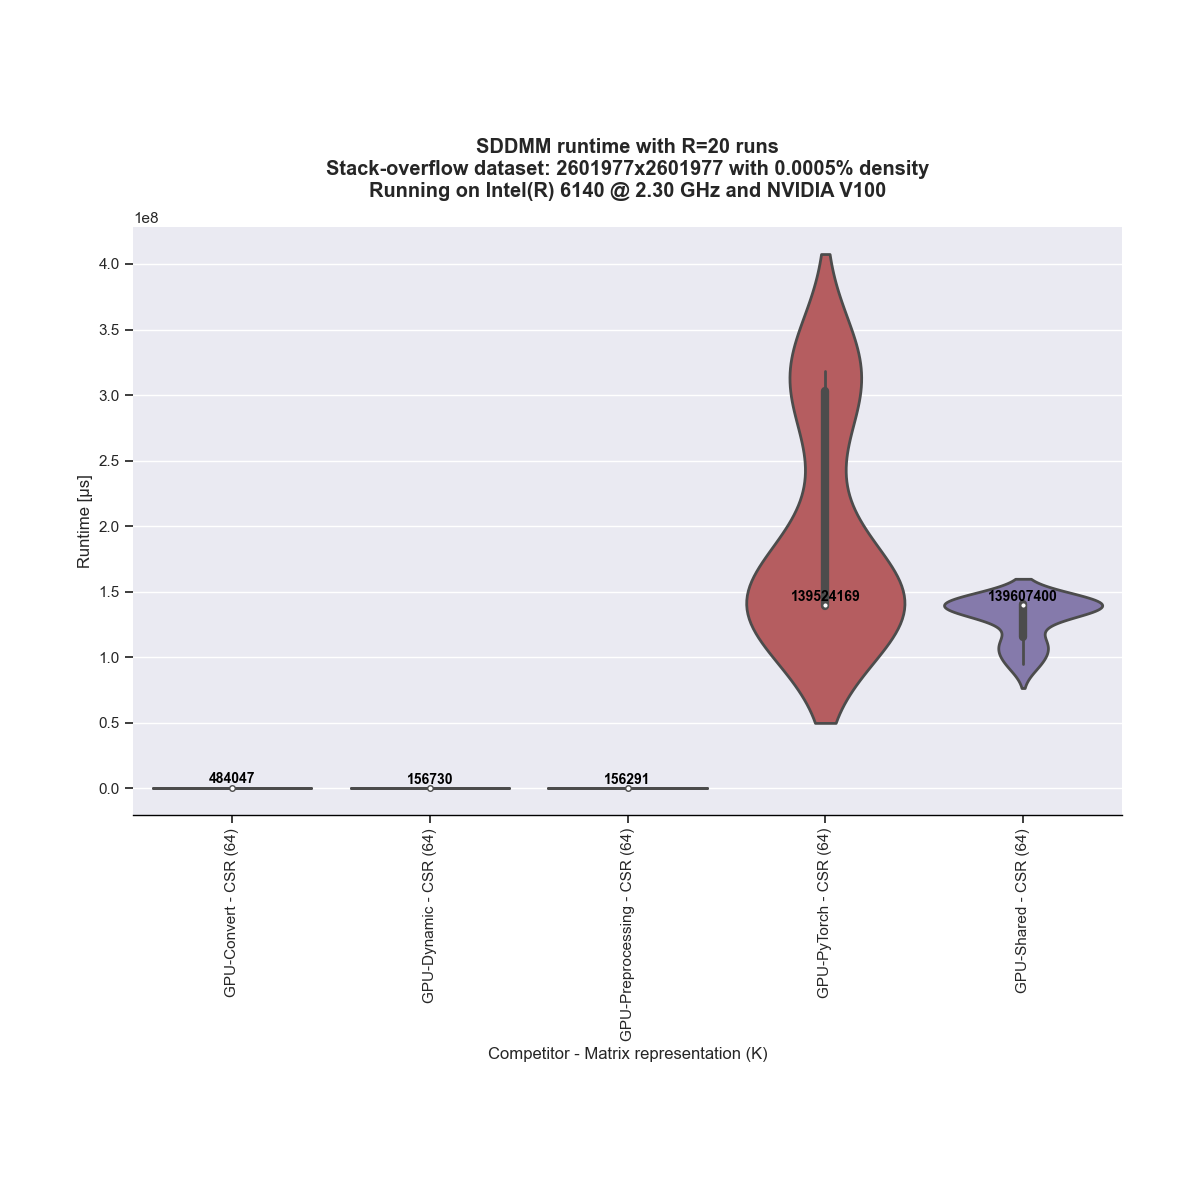 SDDMM runtime with R=20 runs
Stack-overflow dataset: 2601977x2601977 with 0.0005% density
Running on Intel(R) 6140 @ 2.30 GHz and NVIDIA V100
1e8
4.0
3.5
3.0
2.5
2.0
1.5
1.0
0.5
0.0
Runtime [μs]
484047
156730
156291
139524169
139607400
GPU-Convert - CSR (64)
GPU-Dynamic - CSR (64)
GPU-Preprocessing - CSR (64)
GPU-PyTorch - CSR (64)
GPU-Shared - CSR (64)
Competitor - Matrix representation (K)